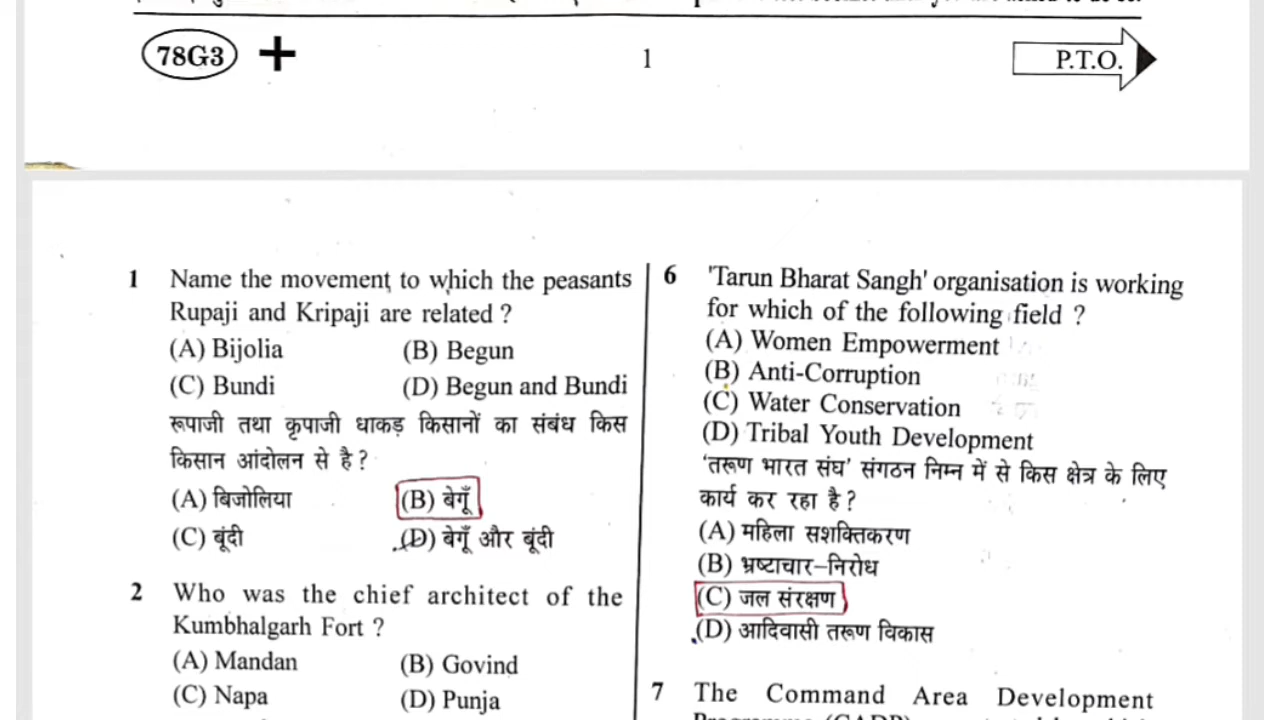 78G3
+
1
P.T.O.
1 Name the movement to which the peasants
Rupaji and Kripaji are related ?
(A) Bijolia (B) Begun
(C) Bundi (D) Begun and Bundi
रूपाजी तथा कृपाजी धाकड़ किसानों का संबंध किस
किसान आंदोलन से है?
(A) बिजोलिया (B) बेगूँ
(C) बूंदी (D) बेगूँ और बूंदी
2 Who was the chief architect of the
Kumbhalgarh Fort ?
(A) Mandan (B) Govind
(C) Napa (D) Punja
6 'Tarun Bharat Sangh' organisation is working
for which of the following field ?
(A) Women Empowerment
(B) Anti-Corruption
(C) Water Conservation
(D) Tribal Youth Development
'तरूण भारत संघ' संगठन निम्न में से किस क्षेत्र के लिए
कार्य कर रहा है?
(A) महिला सशक्तिकरण
(B) भ्रष्टाचार-निरोध
(C) जल संरक्षण
(D) आदिवासी तरूण विकास
7 The Command Area Development